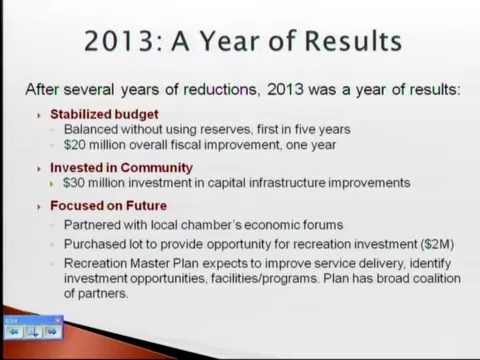 2013: A Year of Results
After several years of reductions, 2013 was a year of results:
Stabilized budget
Balanced without using reserves, first in five years
$20 million overall fiscal improvement, one year
Invested in Community
$30 million investment in capital infrastructure improvements
Focused on Future
Partnered with local chamber's economic forums
Purchased lot to provide opportunity for recreation investment ($2M)
Recreation Master Plan expects to improve service delivery, identify
investment opportunities, facilities/programs. Plan has broad coalition
of partners.